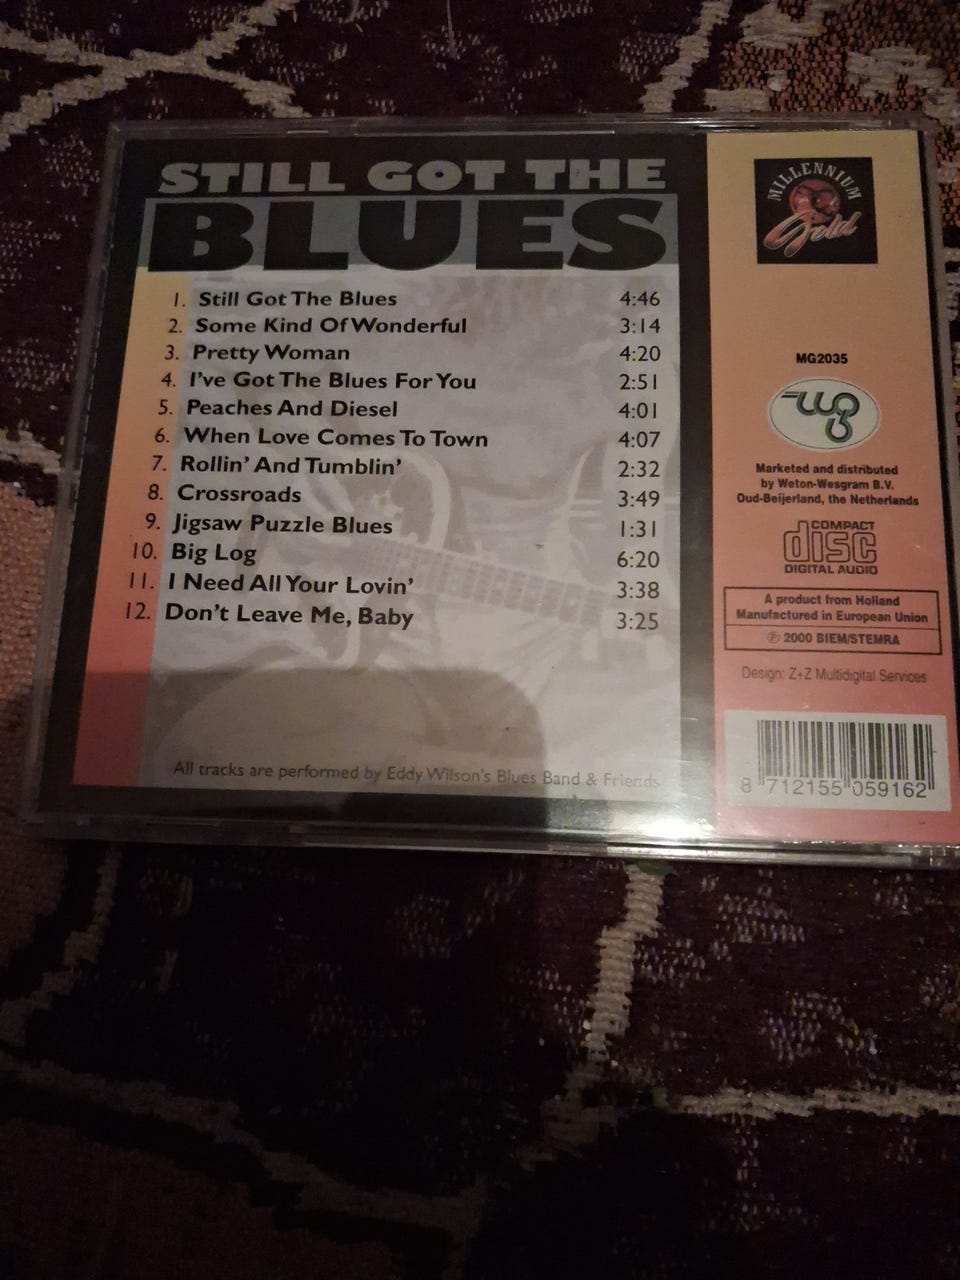 STILL GOT THE
BLUES
1. Still Got The Blues 4:46
2. Some Kind Of Wonderful 3:14
3. Pretty Woman 4:20
4. I've Got The Blues For You 2:51
5. Peaches And Diesel 4:01
6. When Love Comes To Town 4:07
7. Rollin' And Tumblin' 2:32
8. Crossroads 3:49
9. Jigsaw Puzzle Blues 1:31
10. Big Log 6:20
11. I Need All Your Lovin' 3:38
12. Don't Leave Me, Baby 3:25
All tracks are performed by Eddy Wilson's Blues Band & Friends
MILLENNIUM
Gold
MG2035
wg
Marketed and distributed
by Weton-Wesgram B.V.
Oud-Beijerland, the Netherlands
COMPACT
disc
DIGITAL AUDIO
A product from Holland
Manufactured in European Union
℗ 2000 BIEM/STEMRA
Design: Z+Z Multidigital Services
8 712155 059162